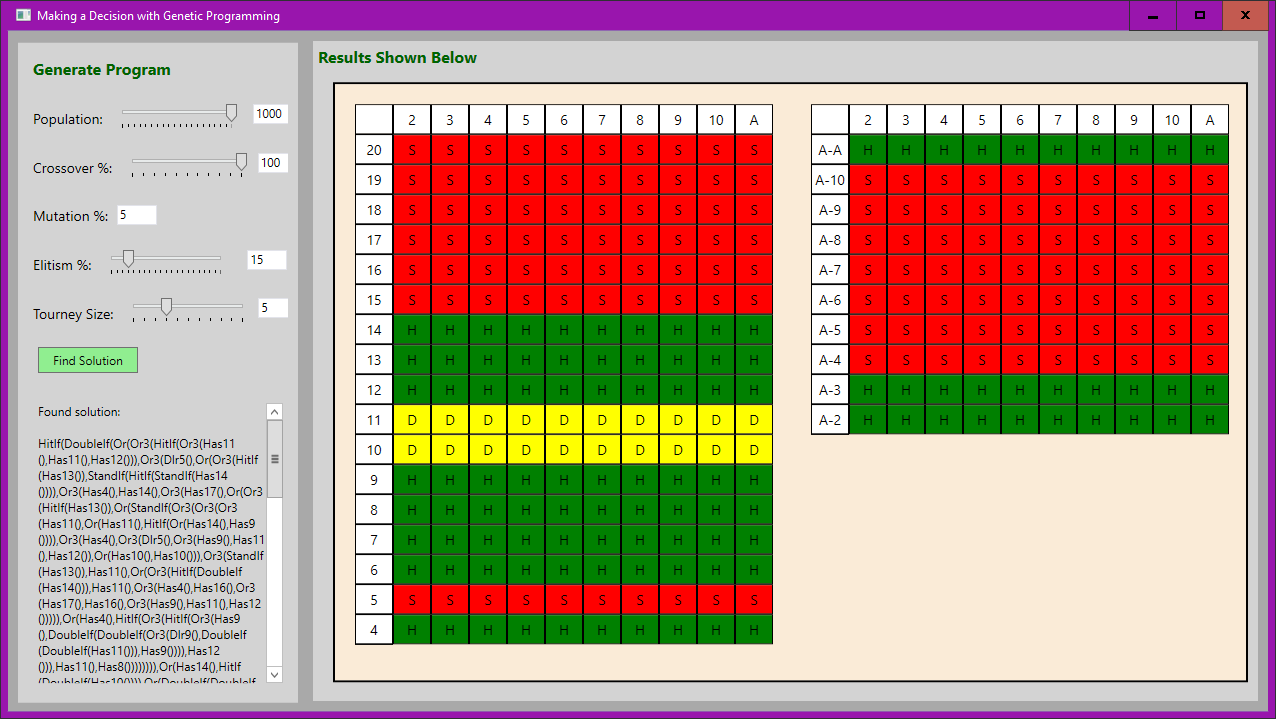 Making a Decision with Genetic Programming
Generate Program
Population: 1000
Crossover %: 100
Mutation %: 5
Elitism %: 15
Tourney Size: 5
Find Solution
Found solution:
HitIf(DoubleIf(Or(Or3(HitIf(Or3(Has11
(),Has11(),Has12())),Or3(Dlr5(),Or(Or3(HitIf
(Has13()),StandIf(HitIf(StandIf(Has14
()))),Or3(Has4(),Has14(),Or3(Has17(),Or(Or3
(HitIf(Has13()),Or(StandIf(Or3(Or3(Or3
(Has11(),Or(Has11(),HitIf(Or(Has14(),Has9
()))),Or3(Has4(),Or3(Dlr5(),Or3(Has9(),Has11
(),Has12()),Or(Has10(),Has10())),Or3(StandIf
(Has13()),Has11(),Or(Or3(HitIf(DoubleIf
(Has14())),Has11(),Or3(Has4(),Has16(),Or3
(Has17(),Has16(),Or3(Has9(),Has11(),Has12
())))),Or(Has4(),HitIf(Or3(HitIf(Or3(Has9
(),DoubleIf(DoubleIf(Or3(Dlr9(),DoubleIf
(DoubleIf(Has11())),Has9()))),Has12
())),Has11(),Has8())))))))),Or(Has14(),HitIf
(DoubleIf(Has10()))),Or(DoubleIf(DoubleIf
Results Shown Below
2 3 4 5 6 7 8 9 10 A
20 S S S S S S S S S S
19 S S S S S S S S S S
18 S S S S S S S S S S
17 S S S S S S S S S S
16 S S S S S S S S S S
15 S S S S S S S S S S
14 H H H H H H H H H H
13 H H H H H H H H H H
12 H H H H H H H H H H
11 D D D D D D D D D D
10 D D D D D D D D D D
9 H H H H H H H H H H
8 H H H H H H H H H H
7 H H H H H H H H H H
6 H H H H H H H H H H
5 S S S S S S S S S S
4 H H H H H H H H H H
2 3 4 5 6 7 8 9 10 A
A-A H H H H H H H H H H
A-10 S S S S S S S S S S
A-9 S S S S S S S S S S
A-8 S S S S S S S S S S
A-7 S S S S S S S S S S
A-6 S S S S S S S S S S
A-5 S S S S S S S S S S
A-4 S S S S S S S S S S
A-3 H H H H H H H H H H
A-2 H H H H H H H H H H